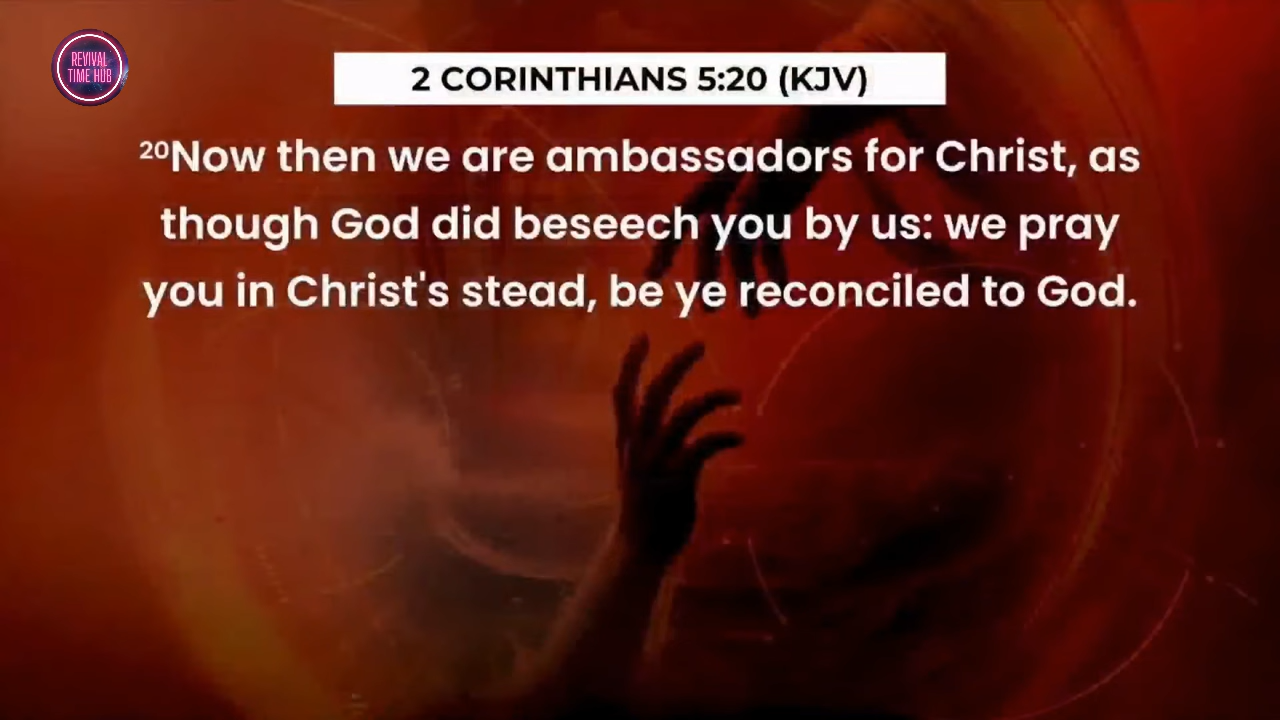 REVIVAL
TIME HUB
2 CORINTHIANS 5:20 (KJV)
²⁰Now then we are ambassadors for Christ, as
though God did beseech you by us: we pray
you in Christ's stead, be ye reconciled to God.